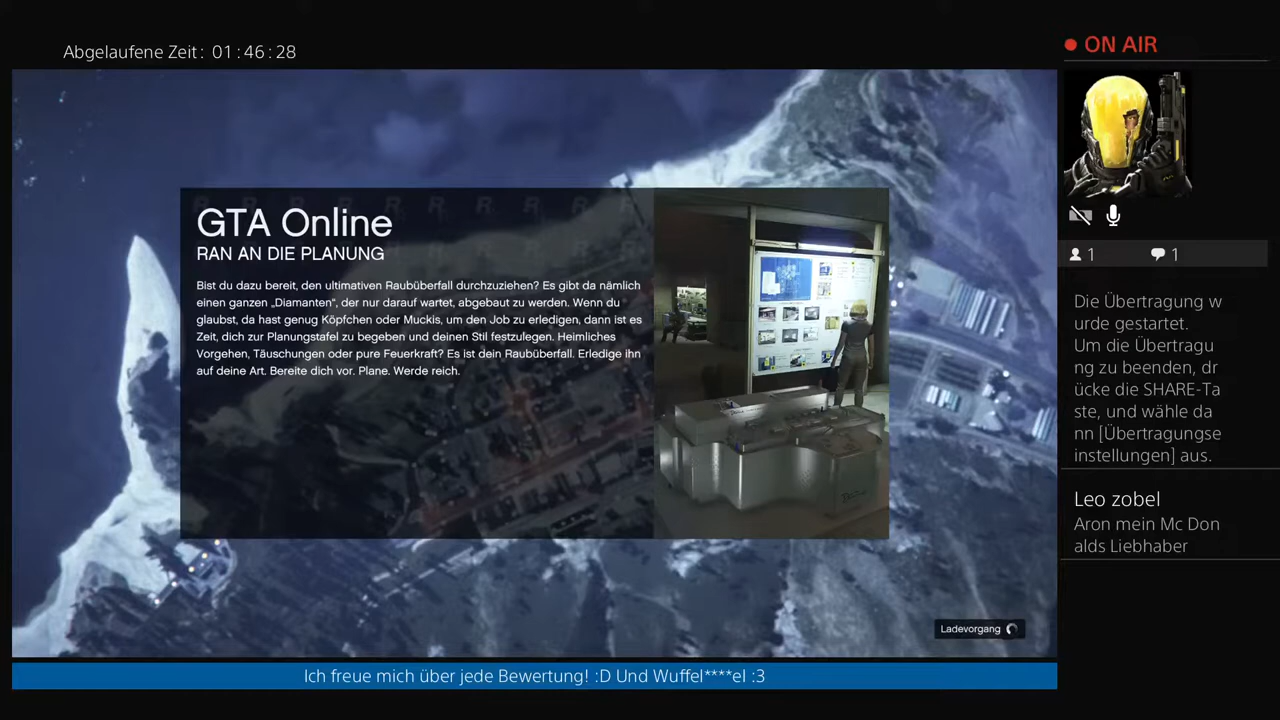 Abgelaufene Zeit: 01:46:28
ON AIR
GTA Online
RAN AN DIE PLANUNG
Bist du dazu bereit, den ultimativen Raubüberfall durchzuziehen? Es gibt da nämlich
einen ganzen „Diamanten“, der nur darauf wartet, abgebaut zu werden. Wenn du
glaubst, da hast genug Köpfchen oder Muckis, um den Job zu erledigen, dann ist es
Zeit, dich zur Planungstafel zu begeben und deinen Stil festzulegen. Heimliches
Vorgehen, Täuschungen oder pure Feuerkraft? Es ist dein Raubüberfall. Erledige ihn
auf deine Art. Bereite dich vor. Plane. Werde reich.
Ladevorgang
1
1
Die Übertragung w
urde gestartet.
Um die Übertragu
ng zu beenden, dr
ücke die SHARE-Ta
ste, und wähle da
nn [Übertragungse
instellungen] aus.
Leo zobel
Aron mein Mc Don
alds Liebhaber
Ich freue mich über jede Bewertung! :D Und Wuffel****el :3